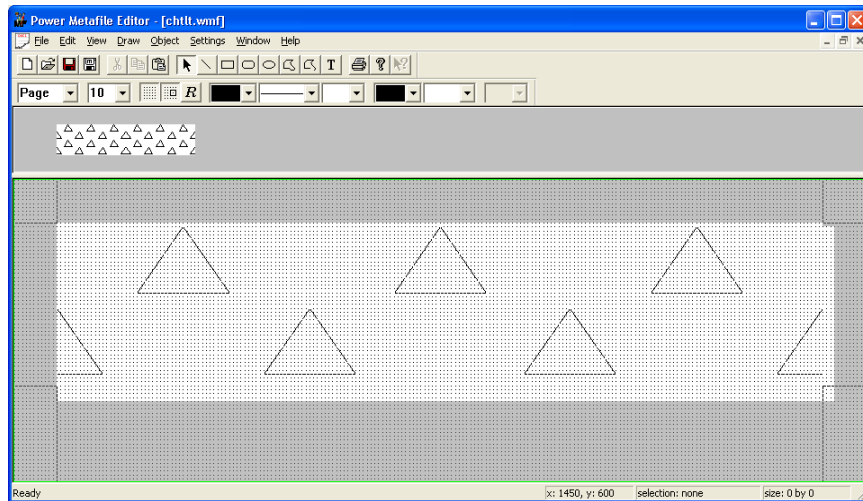 Power Metafile Editor - [chtlt.wmf]
File Edit View Draw Object Settings Window Help
T R
Page 10 R
Ready x: 1450, y: 600 selection: none size: 0 by 0